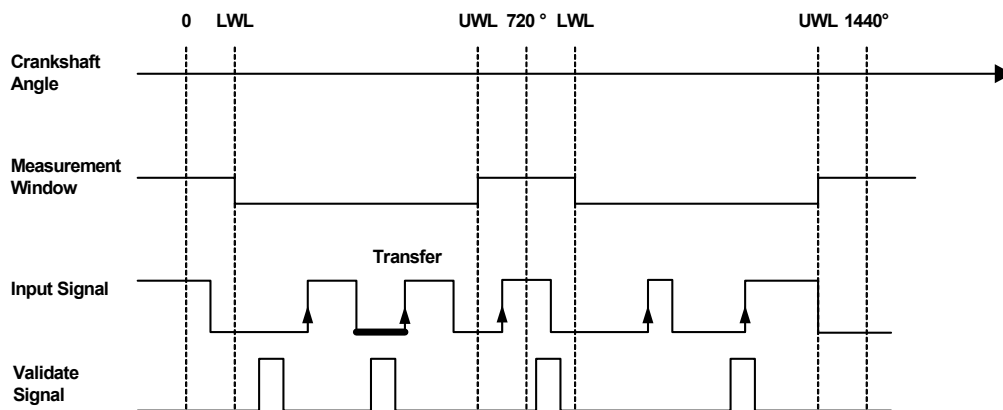 0 LWL UWL 720 ° LWL UWL 1440°
Crankshaft
Angle
Measurement
Window
Transfer
Input Signal
Validate
Signal